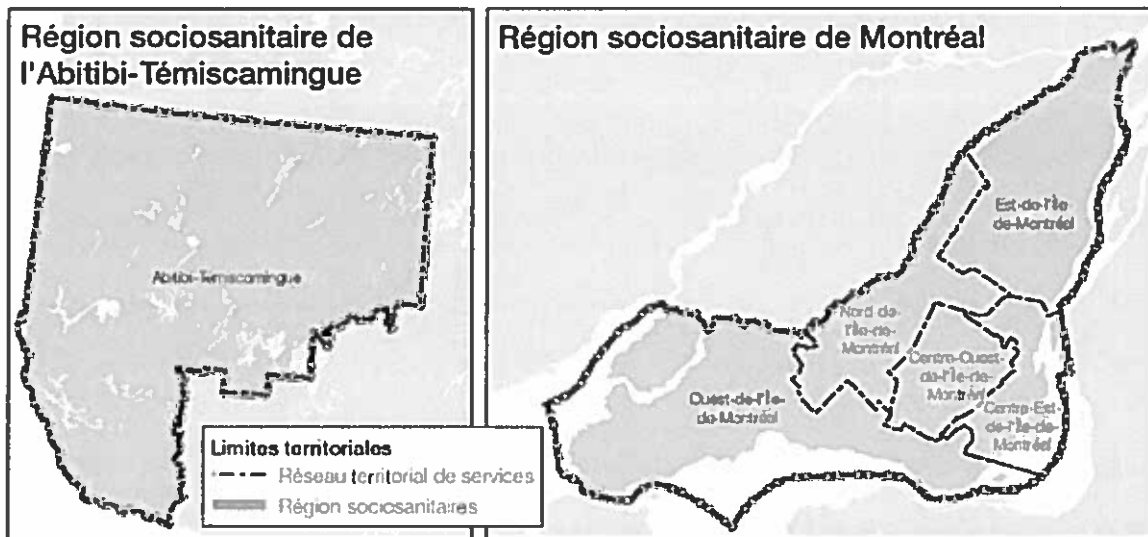 Région sociosanitaire de
l'Abitibi-Témiscamingue
Abitibi-Témiscamingue
Limites territoriales
Réseau territorial de services
Région sociosanitaires
Région sociosanitaire de Montréal
Est-de-l'Île-
de-Montréal
Nord de-
l'Île-de-
Montréal
Centre-Ouest-
de-l'Île-de-
Montréal
Ouest-de-l'Île-
de-Montréal
Centre-Est-
de-l'Île-de-
Montréal